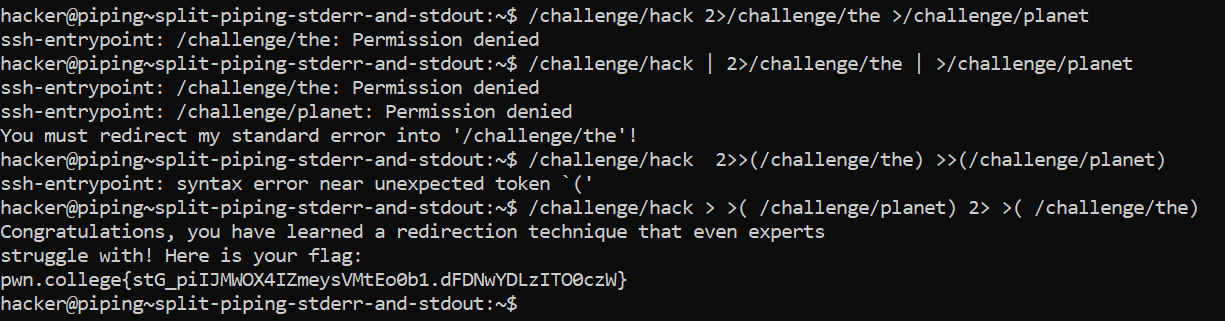 hacker@piping~split-piping-stderr-and-stdout:~$ /challenge/hack 2>/challenge/the >/challenge/planet
ssh-entrypoint: /challenge/the: Permission denied
hacker@piping~split-piping-stderr-and-stdout:~$ /challenge/hack | 2>/challenge/the | >/challenge/planet
ssh-entrypoint: /challenge/the: Permission denied
ssh-entrypoint: /challenge/planet: Permission denied
You must redirect my standard error into '/challenge/the'!
hacker@piping~split-piping-stderr-and-stdout:~$ /challenge/hack  2>>(/challenge/the) >>(/challenge/planet)
ssh-entrypoint: syntax error near unexpected token `('
hacker@piping~split-piping-stderr-and-stdout:~$ /challenge/hack > >( /challenge/planet) 2> >( /challenge/the)
Congratulations, you have learned a redirection technique that even experts
struggle with! Here is your flag:
pwn.college{stG_piIJMWOX4IZmeysVMtEo0b1.dFDNwYDLzITO0czW}
hacker@piping~split-piping-stderr-and-stdout:~$